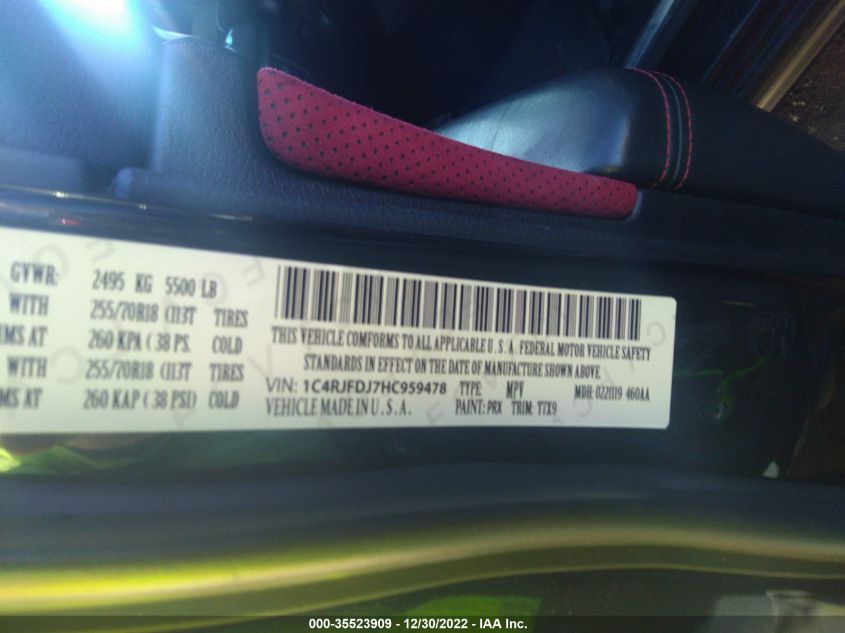 GVWR: 2495 KG 5500 LB
WITH 255/70R18 (113T TIRES
MS AT 260 KPA ( 38 PS. COLD
WITH 255/70R18 (113T TIRES
MS AT 260 KAP ( 38 PSI) COLD
THIS VEHICLE CONFORMS TO ALL APPLICABLE U.S.A. FEDERAL MOTOR VEHICLE SAFETY
STANDARDS IN EFFECT ON THE DATE OF MANUFACTURE SHOWN ABOVE.
VIN: 1C4RJFDJ7HC959478 TYPE: MPV MDH: 0221119 460AA
VEHICLE MADE IN U.S.A. PAINT: PRX TRIM: T7X9
000-35523909 - 12/30/2022 - IAA Inc.